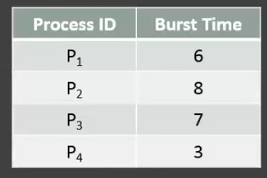 Process ID Burst Time
P₁ 6
P₂ 8
P₃ 7
P₄ 3